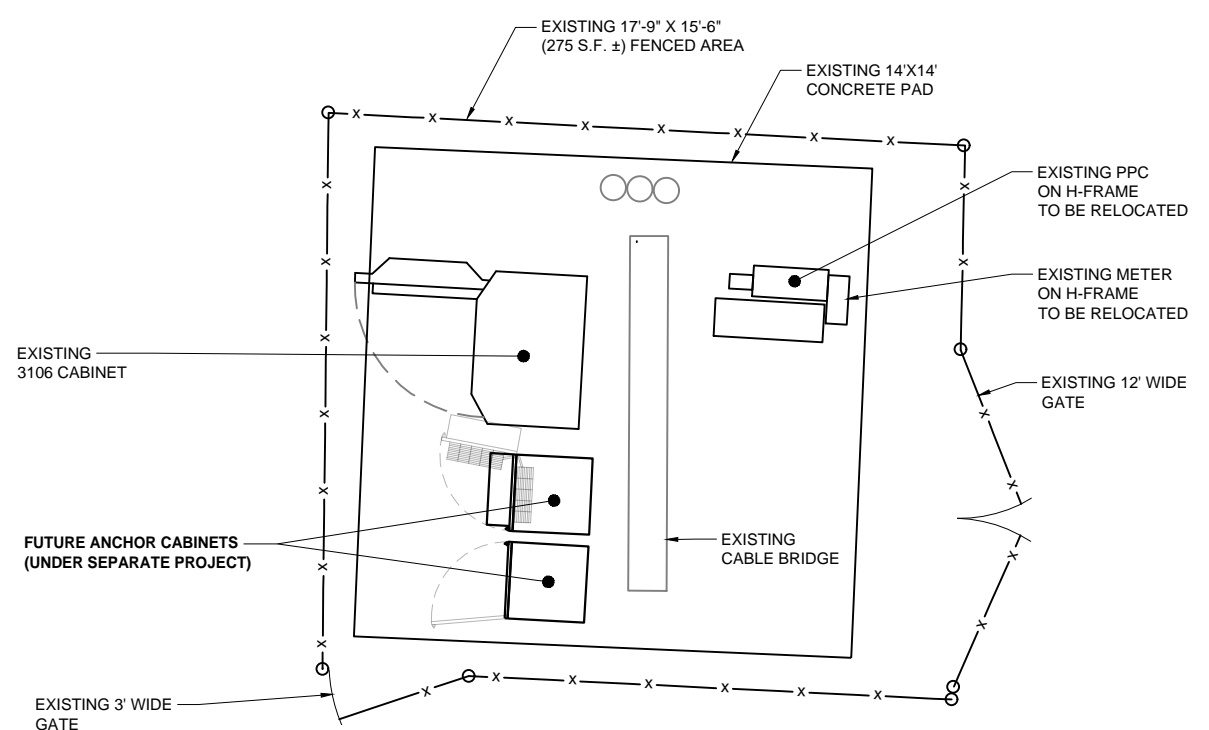 EXISTING 17'-9" X 15'-6"
(275 S.F. ±) FENCED AREA
EXISTING 14'X14'
CONCRETE PAD
EXISTING PPC
ON H-FRAME
TO BE RELOCATED
EXISTING METER
ON H-FRAME
TO BE RELOCATED
EXISTING
3106 CABINET
EXISTING 12' WIDE
GATE
FUTURE ANCHOR CABINETS
(UNDER SEPARATE PROJECT)
EXISTING
CABLE BRIDGE
EXISTING 3' WIDE
GATE